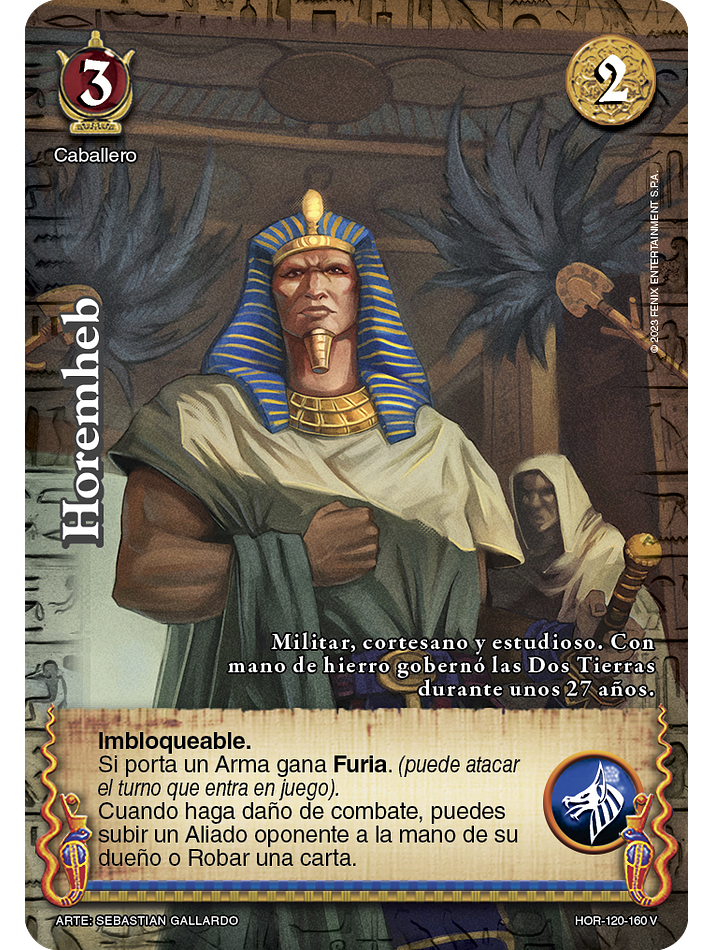 3
2
Caballero
© 2023 FENIX ENTERTAINMENT S.P.A.
Horemheb
Militar, cortesano y estudioso. Con
mano de hierro gobernó las Dos Tierras
durante unos 27 años.
Imbloqueable.
Si porta un Arma gana Furia. (puede atacar
el turno que entra en juego).
Cuando haga daño de combate, puedes
subir un Aliado oponente a la mano de su
dueño o Robar una carta.
ARTE: SEBASTIAN GALLARDO
HOR-120-160 V